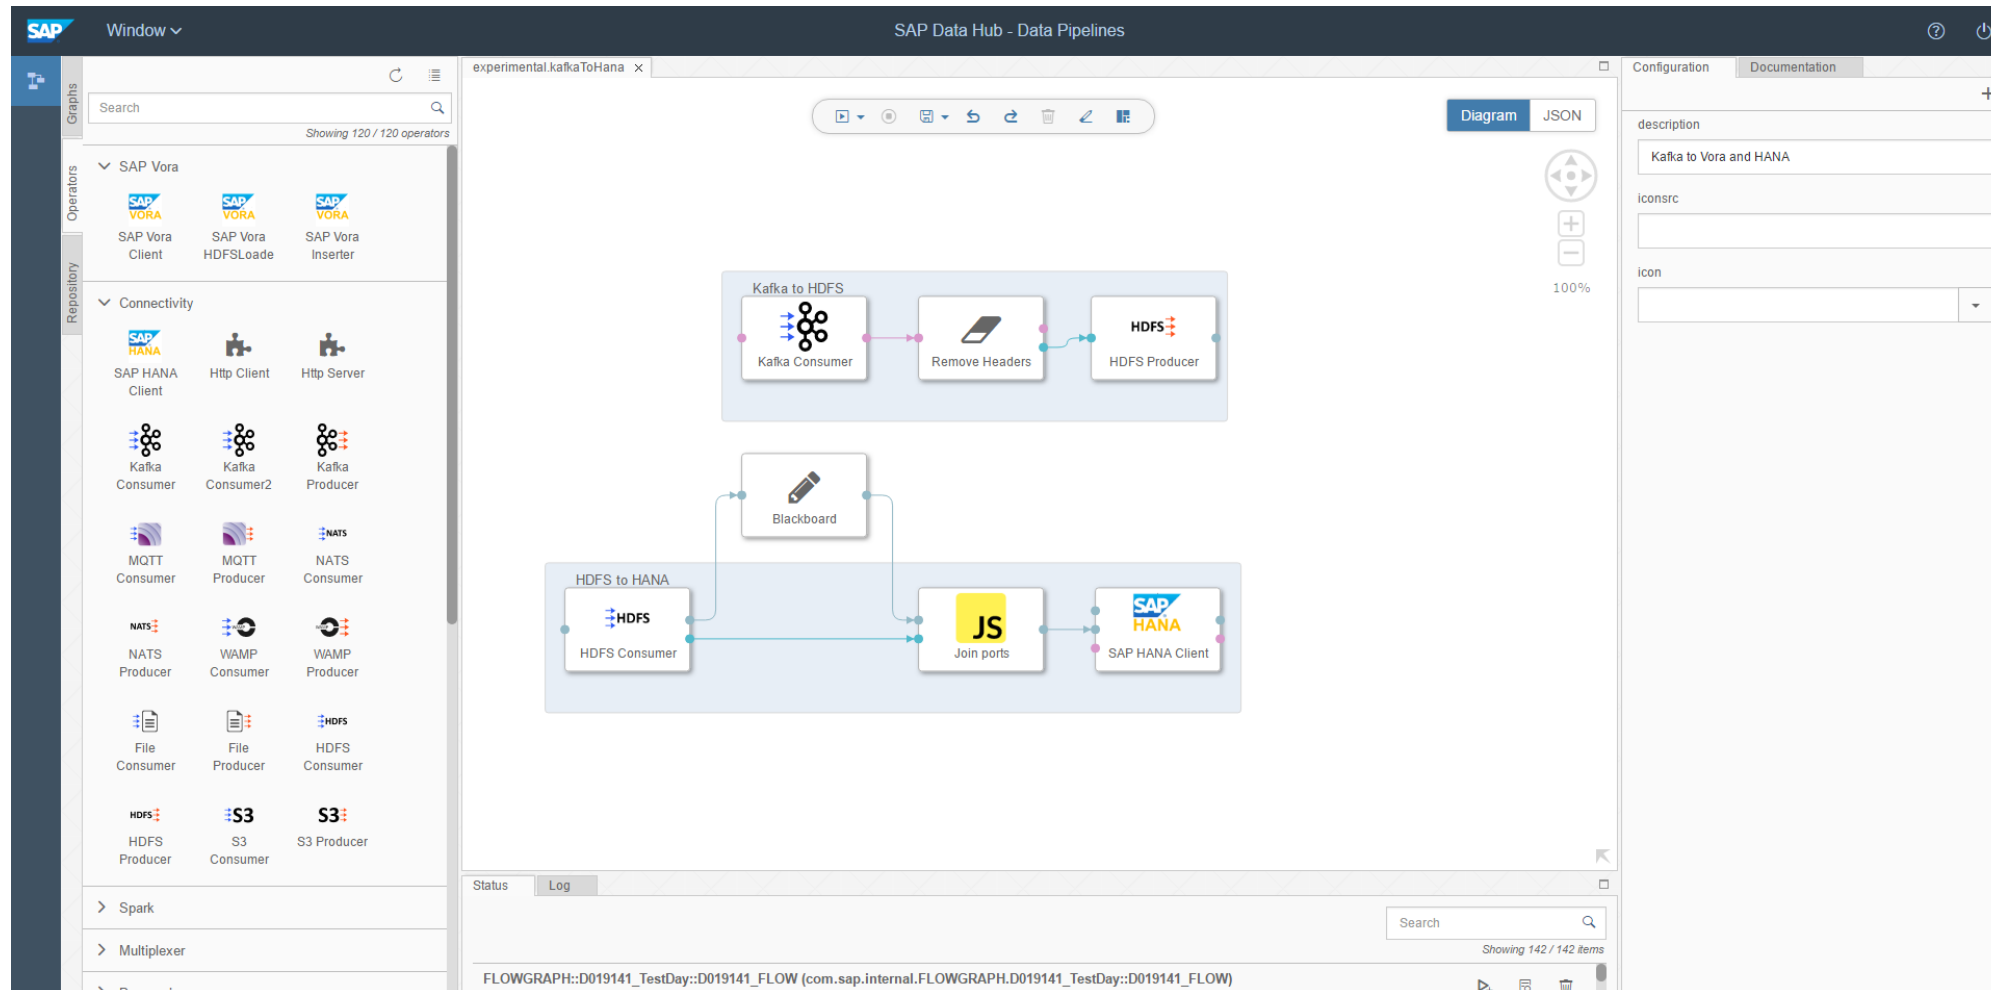 SAP
Window
SAP Data Hub - Data Pipelines
Graphs
Operators
Repository
Search
Showing 120 / 120 operators
SAP Vora
SAP
VORA
SAP
VORA
SAP
VORA
SAP Vora
Client
SAP Vora
HDFSLoade
SAP Vora
Inserter
Connectivity
SAP
HANA
SAP HANA
Client
Http Client
Http Server
Kafka
Consumer
Kafka
Consumer2
Kafka
Producer
MQTT
Consumer
MQTT
Producer
NATS
NATS
Consumer
NATS
NATS
Producer
WAMP
Consumer
WAMP
Producer
File
Consumer
File
Producer
HDFS
HDFS
Consumer
HDFS
HDFS
Producer
S3
S3
Consumer
S3
S3 Producer
Spark
Multiplexer
experimental.kafkaToHana
Diagram
JSON
100%
Kafka to HDFS
Kafka Consumer
Remove Headers
HDFS
HDFS Producer
Blackboard
HDFS to HANA
HDFS
HDFS Consumer
JS
Join ports
SAP
HANA
SAP HANA Client
Status
Log
Search
Showing 142 / 142 items
FLOWGRAPH::D019141_TestDay::D019141_FLOW (com.sap.internal.FLOWGRAPH.D019141_TestDay::D019141_FLOW)
Configuration
Documentation
description
Kafka to Vora and HANA
iconsrc
icon